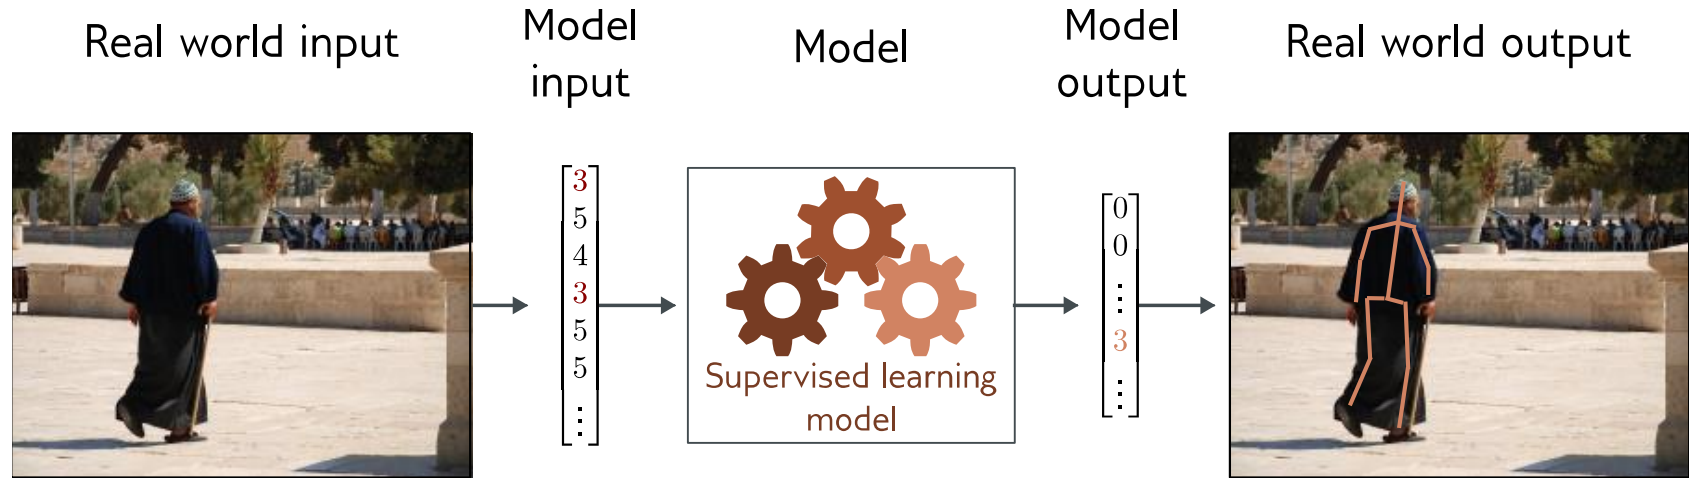 Real world input
Model
input
Model
Model
output
Real world output
3
5
4
3
5
5
⋮
Supervised learning
model
0
0
⋮
3
⋮